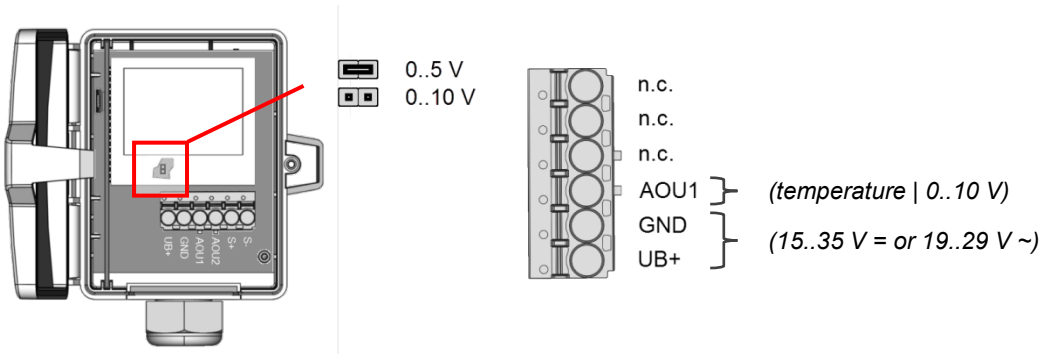 0..5 V
0..10 V
UB+
GND
AOU1
AOU2
S+
S-
n.c.
n.c.
n.c.
AOU1 (temperature | 0..10 V)
GND
UB+
(15..35 V = or 19..29 V ~)